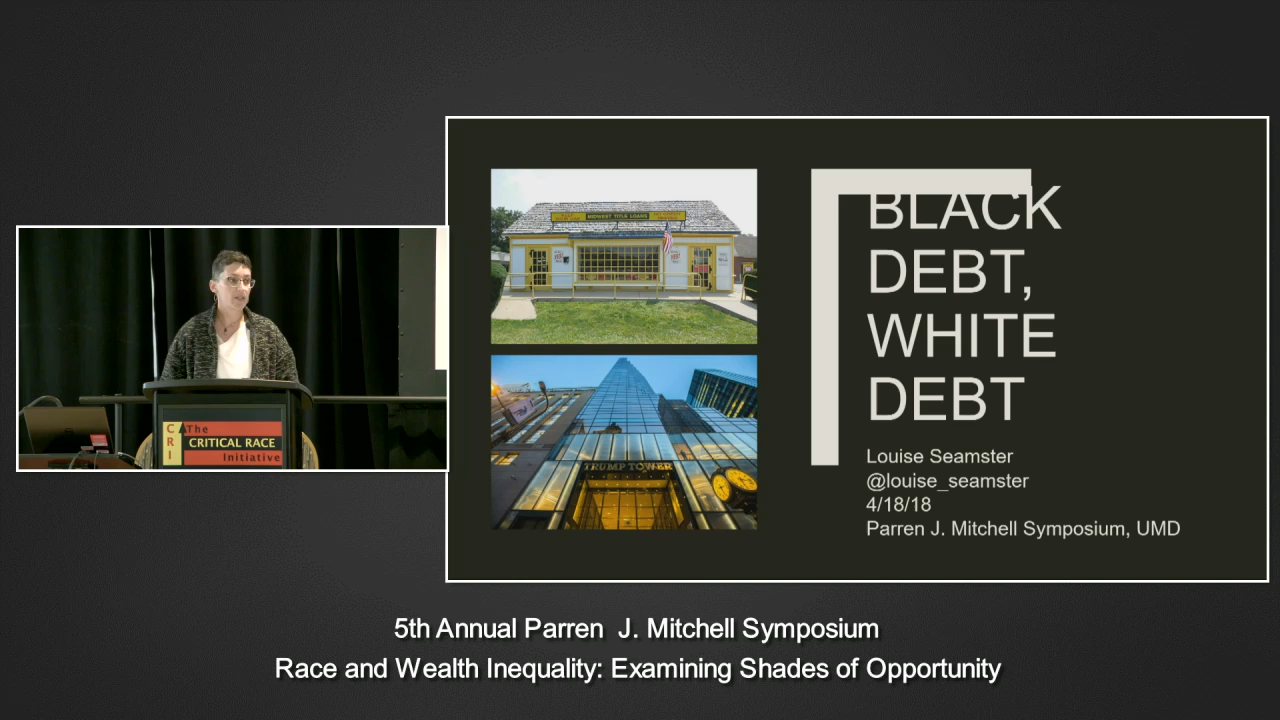 BLACK
DEBT,
WHITE
DEBT
Louise Seamster
@louise_seamster
4/18/18
Parren J. Mitchell Symposium, UMD
MIDWEST TITLE LOANS
TRUMP TOWER
C The
R CRITICAL RACE
I Initiative
5th Annual Parren J. Mitchell Symposium
Race and Wealth Inequality: Examining Shades of Opportunity